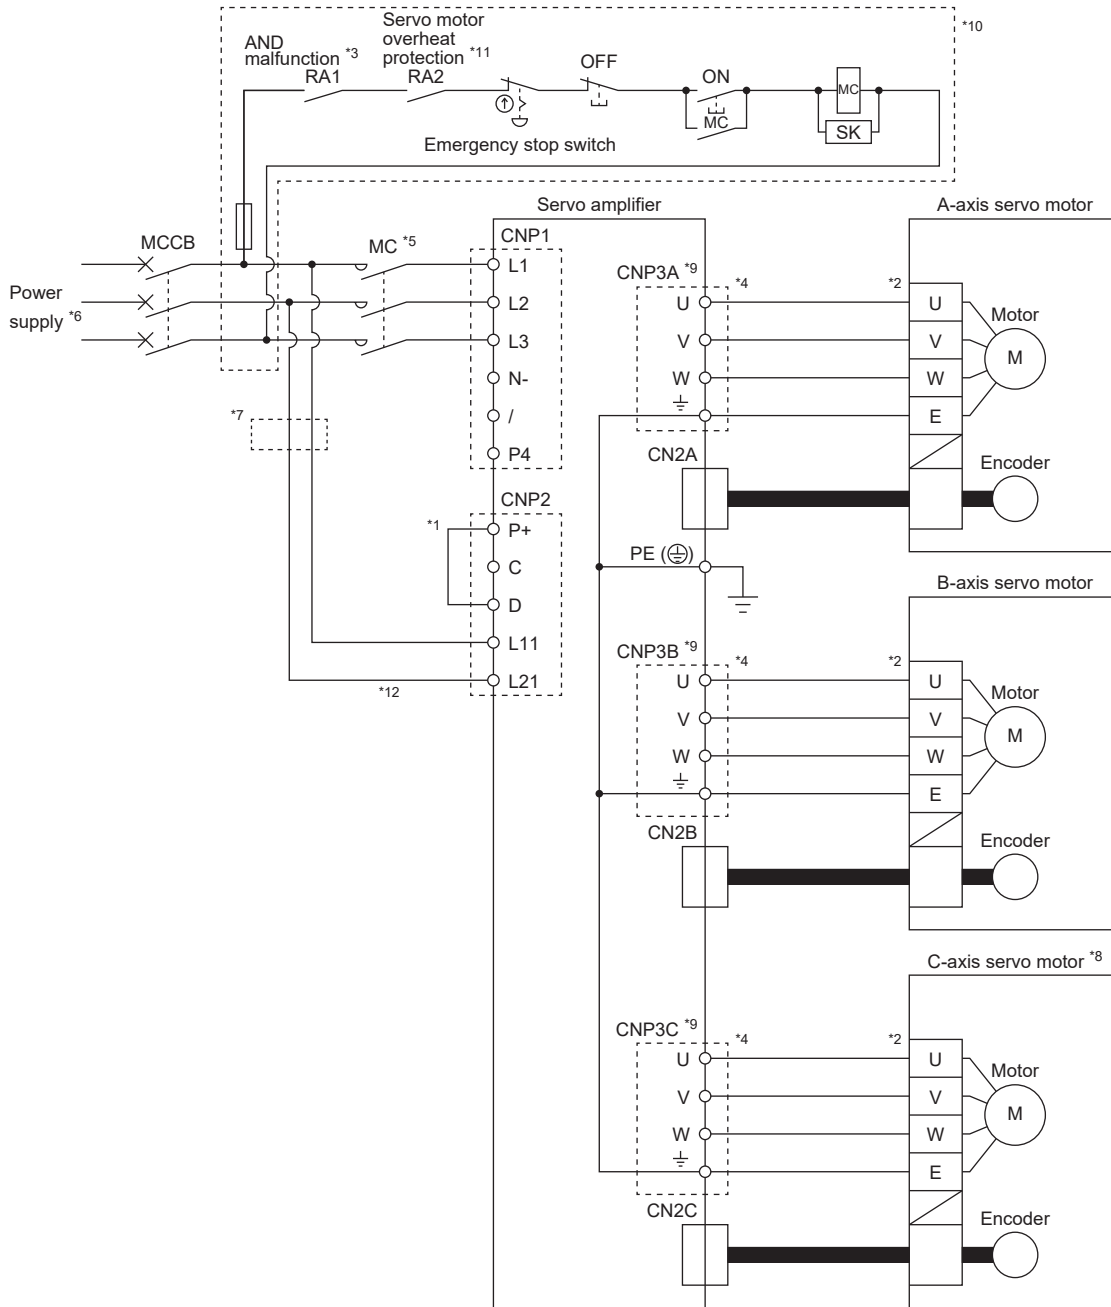 *10
AND
malfunction *3
RA1
Servo motor
overheat
protection *11
RA2
OFF
ON
MC
MC
SK
Emergency stop switch
Servo amplifier
A-axis servo motor
MCCB
MC *5
CNP1
L1
L2
L3
N-
/
P4
Power
supply *6
*7
CNP2
*1
P+
C
D
L11
L21
*12
CNP3A *9
*4
*2
U
V
W
U
V
W
E
Motor
M
CN2A
Encoder
PE
B-axis servo motor
CNP3B *9
*4
*2
U
V
W
U
V
W
E
Motor
M
CN2B
Encoder
C-axis servo motor *8
CNP3C *9
*4
*2
U
V
W
U
V
W
E
Motor
M
CN2C
Encoder